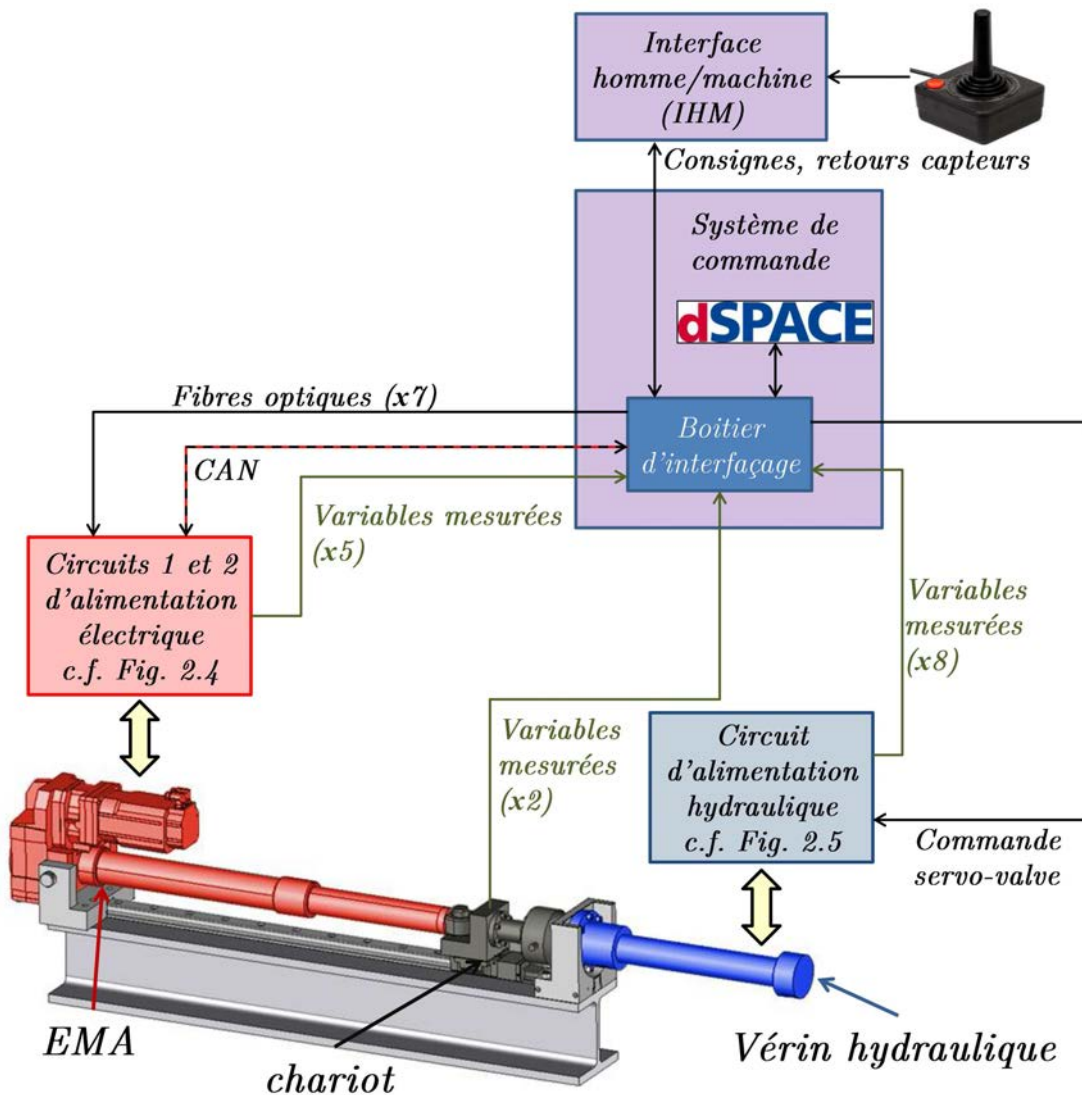 Interface
homme/machine
(IHM)
Consignes, retours capteurs
Système de
commande
dSPACE
Fibres optiques (x7)
Boitier
d'interfaçage
CAN
Variables mesurées
(x5)
Circuits 1 et 2
d'alimentation
électrique
c.f. Fig. 2.4
Variables
mesurées
(x8)
Variables
mesurées
(x2)
Circuit
d'alimentation
hydraulique
c.f. Fig. 2.5
Commande
servo-valve
EMA
chariot
Vérin hydraulique